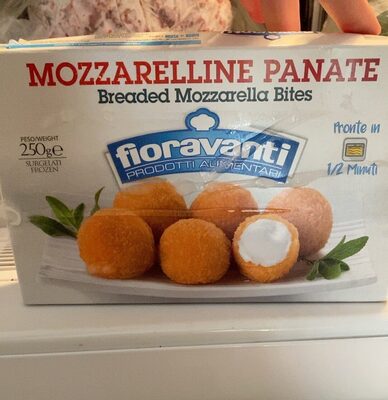 MOZZARELLINE PANATE
Breaded Mozzarella Bites
PESO/WEIGHT
250g℮
SURGELATI
FROZEN
fioravanti
PRODOTTI ALIMENTARI
Pronte in
1/2 Minuti